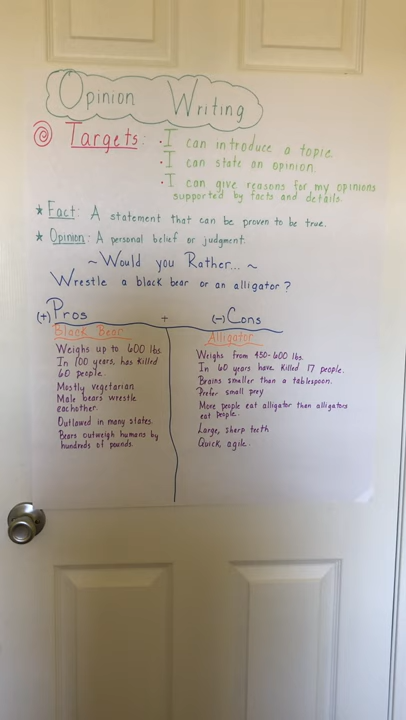 Opinion Writing
Targets: • I can introduce a topic.
• I can state an opinion.
• I can give reasons for my opinions
supported by facts and details.
★ Fact: A statement that can be proven to be true.
★ Opinion: A personal belief or judgment.
~ Would you Rather... ~
Wrestle a black bear or an alligator?
(+) Pros + (-) Cons
Black Bear
Weighs up to 600 lbs.
In 100 years, has killed
60 people.
Mostly vegetarian
Male bears wrestle
eachother.
Outlawed in many states.
Bears outweigh humans by
hundreds of pounds.
Alligator
Weighs from 450-600 lbs.
In 60 years have killed 17 people.
Brains smaller than a tablespoon.
Prefer small prey
More people eat alligator than alligators
eat people.
Large, sharp teeth
Quick, agile.